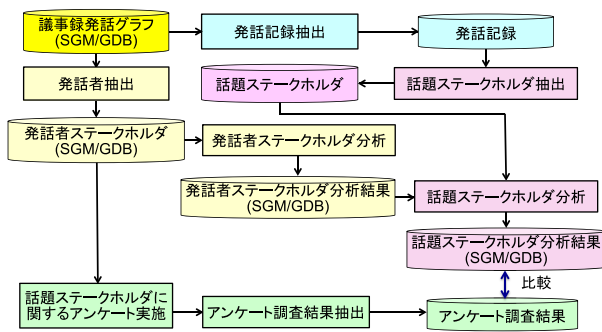 議事録発話グラフ
(SGM/GDB)
発話記録抽出
発話記録
発話者抽出
話題ステークホルダ
話題ステークホルダ抽出
発話者ステークホルダ
(SGM/GDB)
発話者ステークホルダ分析
発話者ステークホルダ分析結果
(SGM/GDB)
話題ステークホルダ分析
話題ステークホルダ分析結果
(SGM/GDB)
比較
話題ステークホルダに
関するアンケート実施
アンケート調査結果抽出
アンケート調査結果